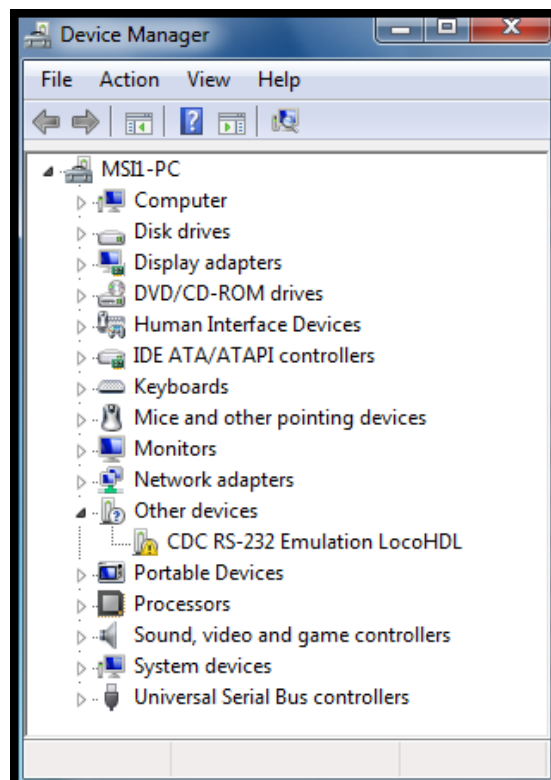 Device Manager
File Action View Help
MSI1-PC
Computer
Disk drives
Display adapters
DVD/CD-ROM drives
Human Interface Devices
IDE ATA/ATAPI controllers
Keyboards
Mice and other pointing devices
Monitors
Network adapters
Other devices
CDC RS-232 Emulation LocoHDL
Portable Devices
Processors
Sound, video and game controllers
System devices
Universal Serial Bus controllers